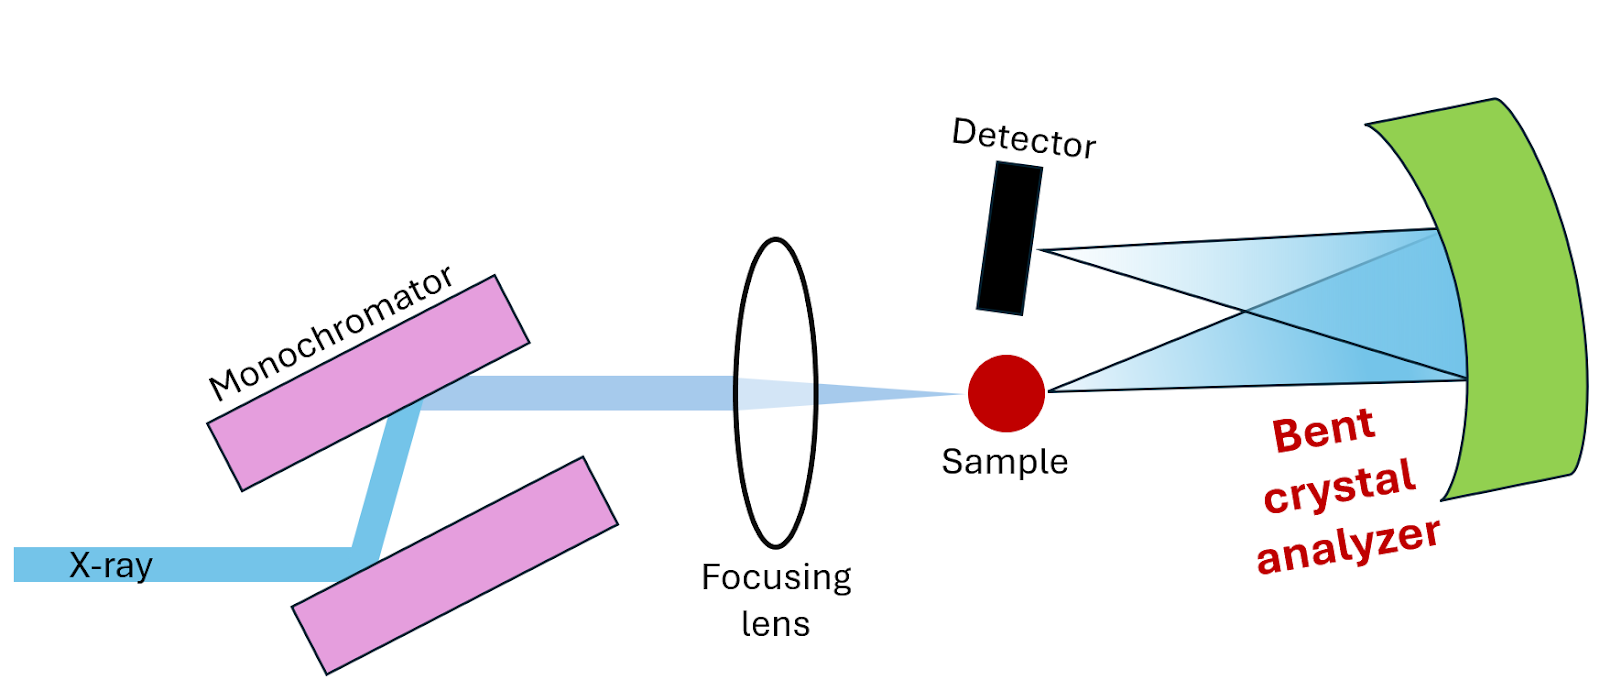 X-ray
Monochromator
Focusing
lens
Detector
Sample
Bent
crystal
analyzer